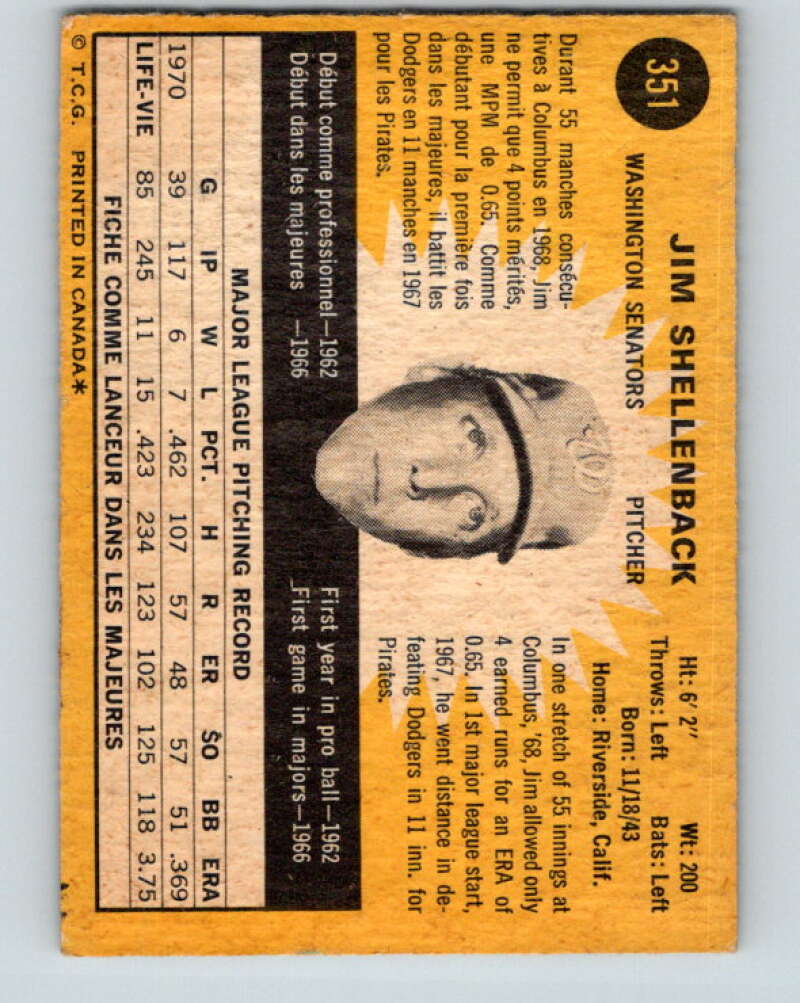 351
JIM SHELLENBACK
WASHINGTON SENATORS PITCHER
Ht: 6' 2" Wt: 200
Throws: Left Bats: Left
Born: 11/18/43
Home: Riverside, Calif.
Durant 55 manches consécu-
tives à Columbus en 1968, Jim
ne permit que 4 points mérités,
une MPM de 0.65. Comme
débutant pour la première fois
dans les majeures, il battit les
Dodgers en 11 manches en 1967
pour les Pirates.
In one stretch of 55 innings at
Columbus, '68, Jim allowed only
4 earned runs for an ERA of
0.65. In 1st major league start,
1967, he went distance in de-
feating Dodgers in 11 inn. for
Pirates.
Début comme professionnel—1962
Début dans les majeures —1966
First year in pro ball—1962
First game in majors—1966
MAJOR LEAGUE PITCHING RECORD
G IP W L PCT. H R ER SO BB ERA
1970 39 117 6 7 .462 107 57 48 57 51 .369
LIFE-VIE 85 245 11 15 .423 234 123 102 125 118 3.75
FICHE COMME LANCEUR DANS LES MAJEURES
© T.C.G. PRINTED IN CANADA*